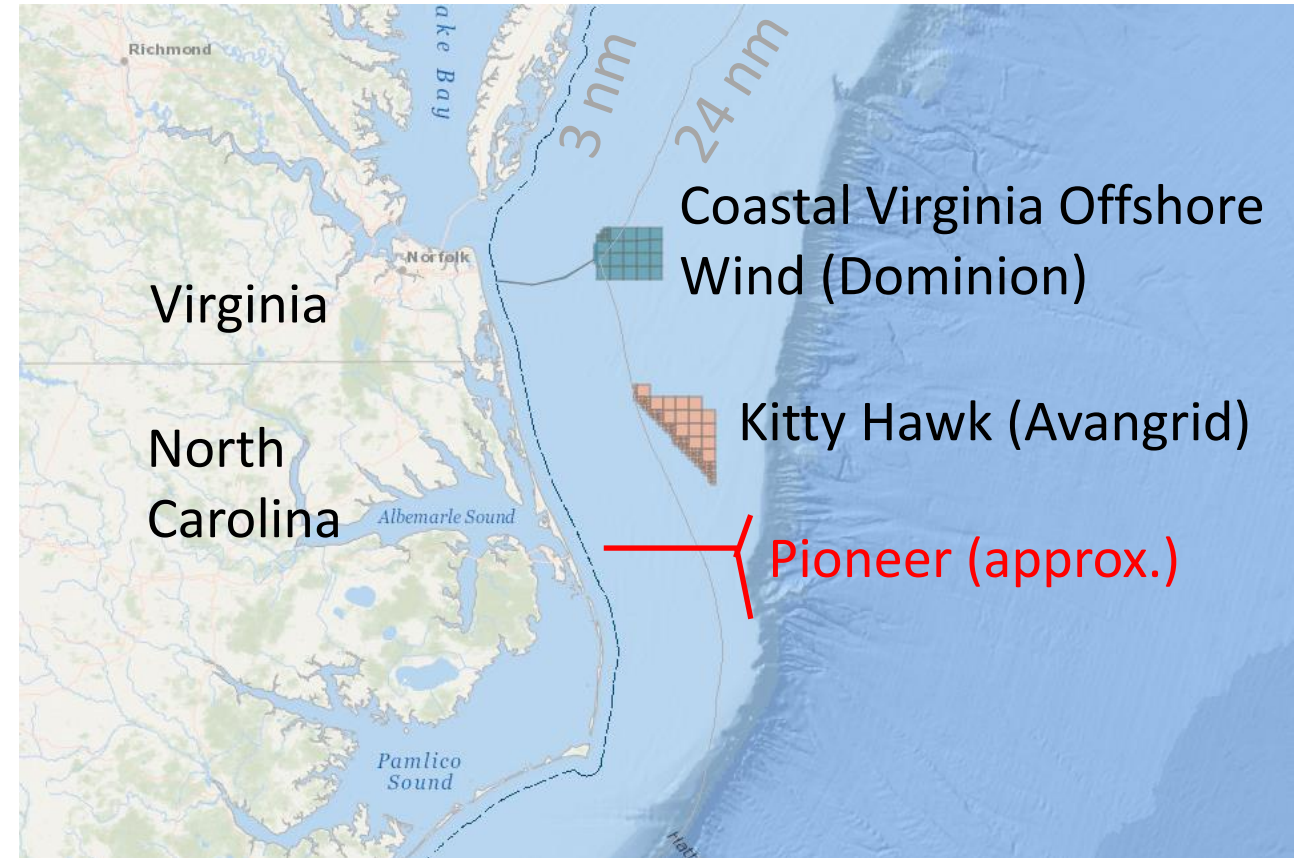 Richmond
ake Bay
3 nm
24 nm
Coastal Virginia Offshore
Wind (Dominion)
Norfolk
Virginia
Kitty Hawk (Avangrid)
North
Carolina
Albemarle Sound
Pioneer (approx.)
Pamlico
Sound
Hatt